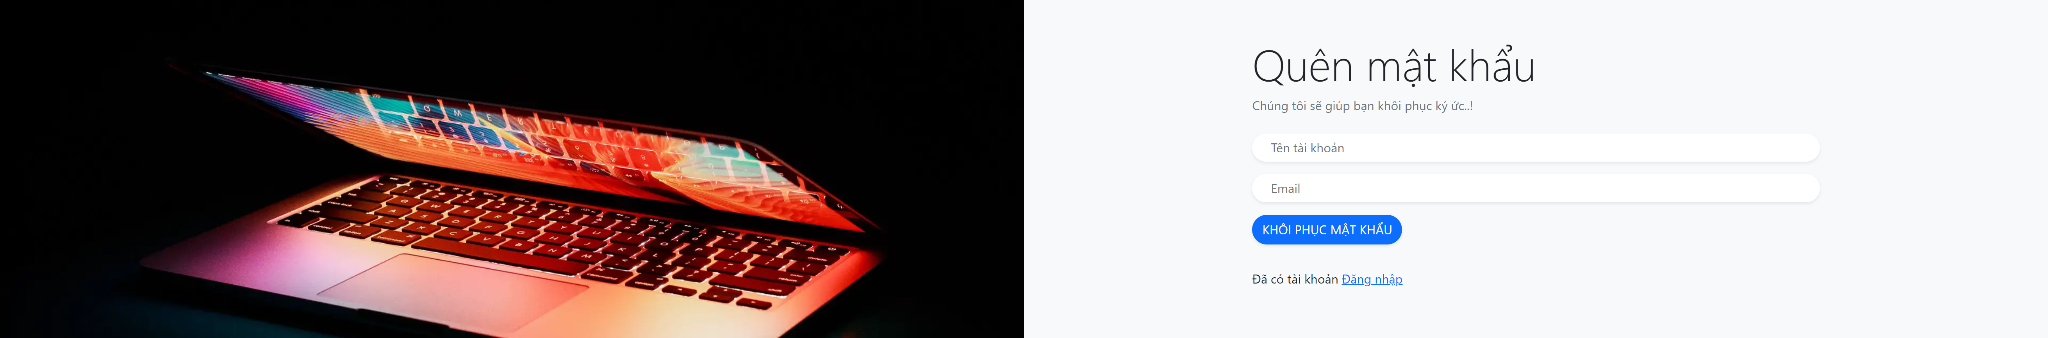 Quên mật khẩu
Chúng tôi sẽ giúp bạn khôi phục ký ức..!
Tên tài khoản
Email
KHÔI PHỤC MẬT KHẨU
Đã có tài khoản Đăng nhập